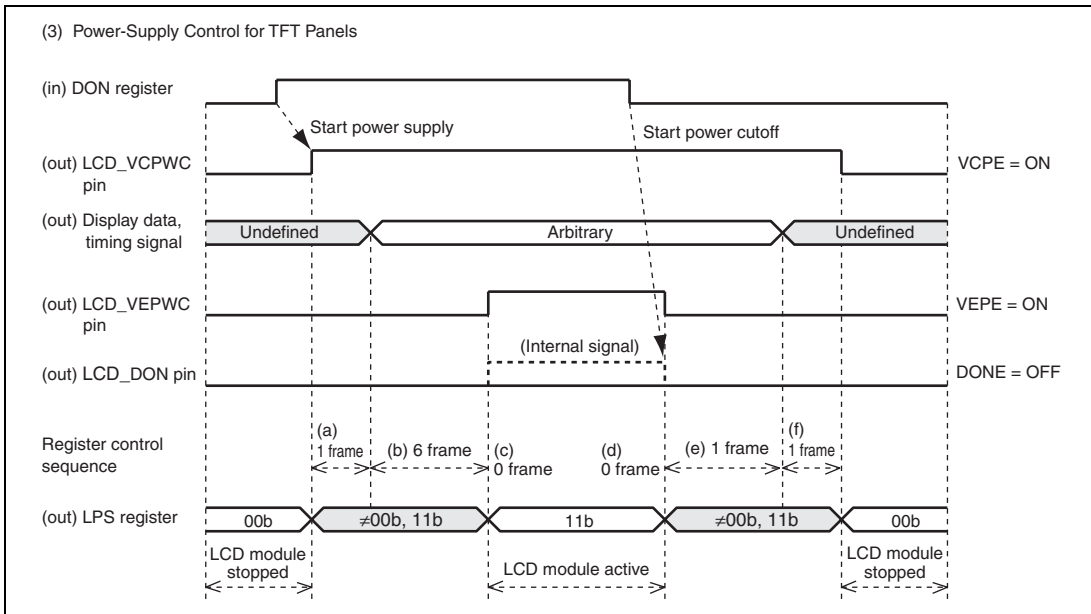 (3) Power-Supply Control for TFT Panels
(in) DON register
Start power supply
Start power cutoff
(out) LCD_VCPWC
pin
VCPE = ON
(out) Display data,
timing signal
Undefined
Arbitrary
Undefined
(out) LCD_VEPWC
pin
VEPE = ON
(Internal signal)
(out) LCD_DON pin
DONE = OFF
Register control
sequence
(a)
1 frame
(b) 6 frame
(c)
0 frame
(d)
0 frame
(e) 1 frame
(f)
1 frame
(out) LPS register
00b
≠00b, 11b
11b
≠00b, 11b
00b
LCD module
stopped
LCD module active
LCD module
stopped